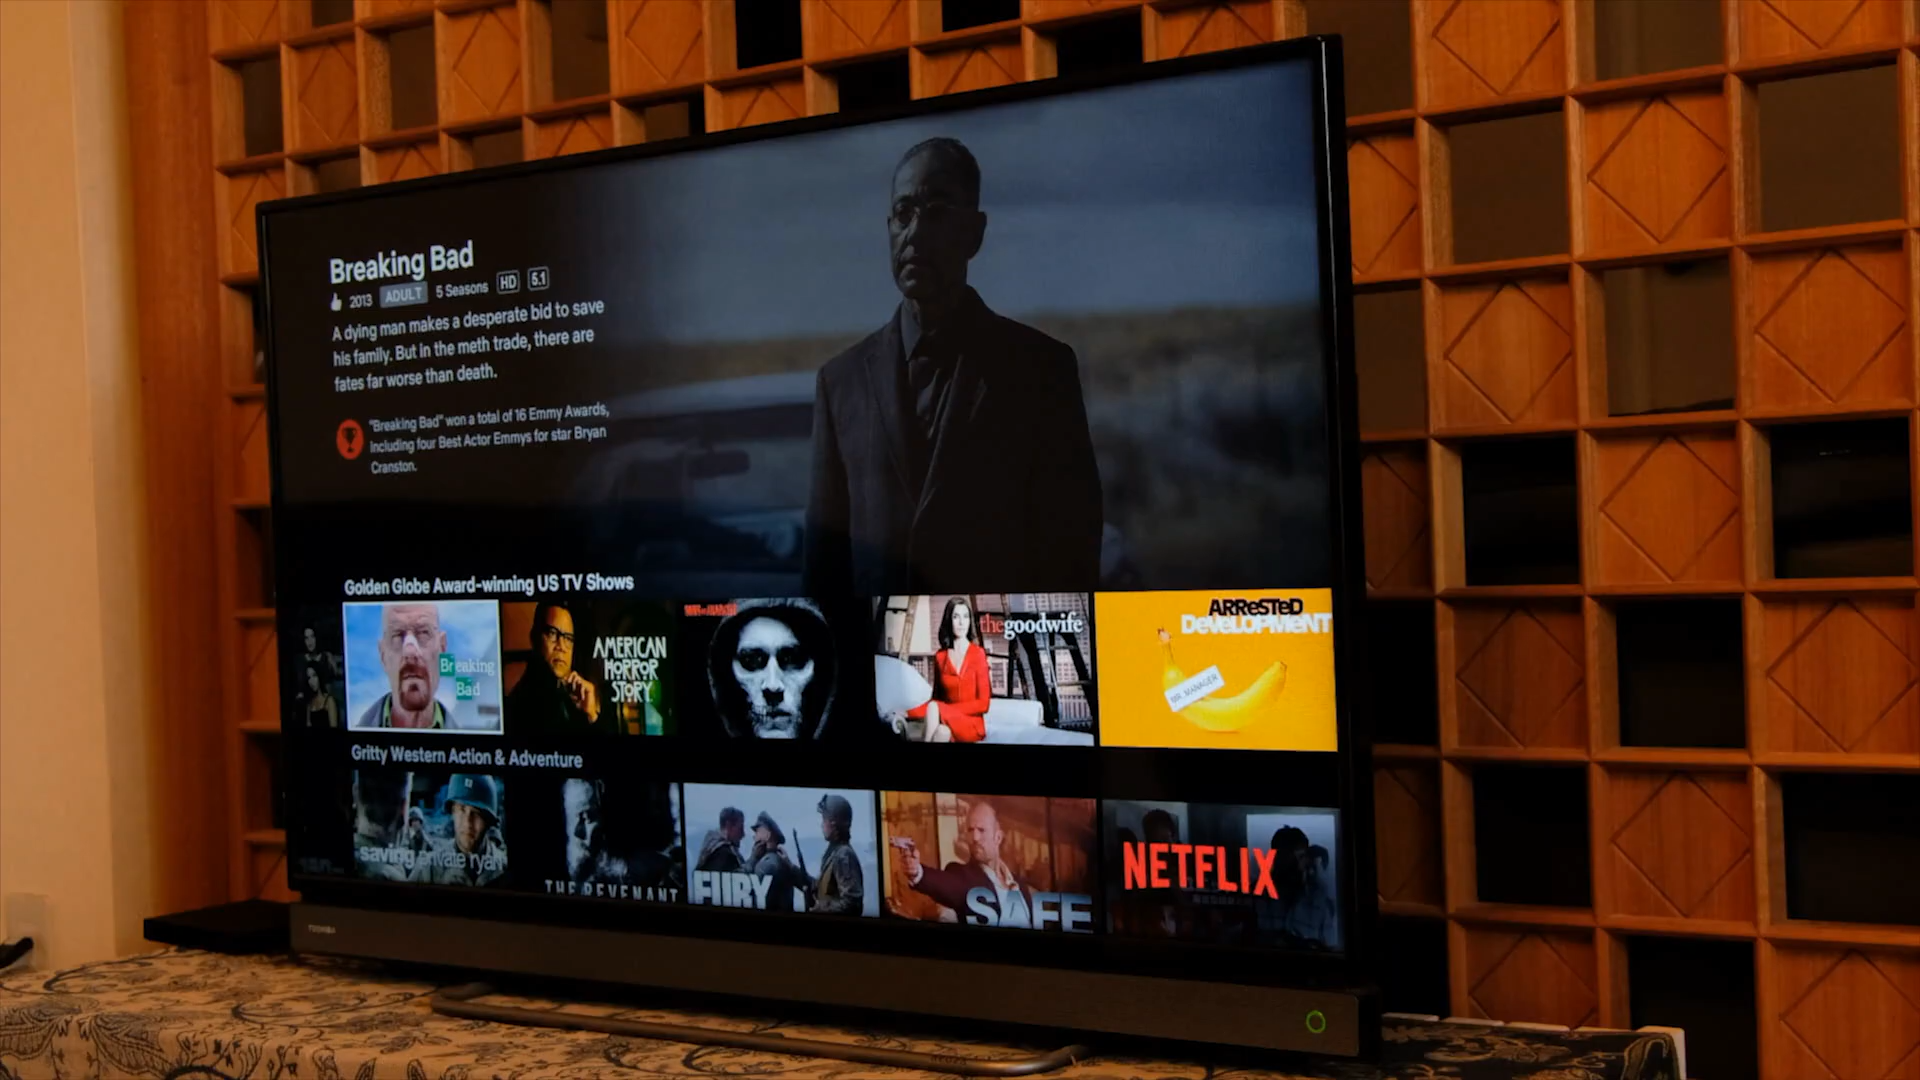 Breaking Bad
2013 ADULT 5 Seasons HD 5.1
A dying man makes a desperate bid to save
his family. But in the meth trade, there are
fates far worse than death.
"Breaking Bad" won a total of 16 Emmy Awards,
including four Best Actor Emmys for star Bryan
Cranston.
Golden Globe Award-winning US TV Shows
Breaking
Bad
AMERICAN
HORROR
STORY
thegoodwife
ARReSTeD
DeVeLOPMeNT
MR. MANAGER
Gritty Western Action & Adventure
saving private ryan
THE REVENANT
FURY
SAFE
NETFLIX
TOSHIBA